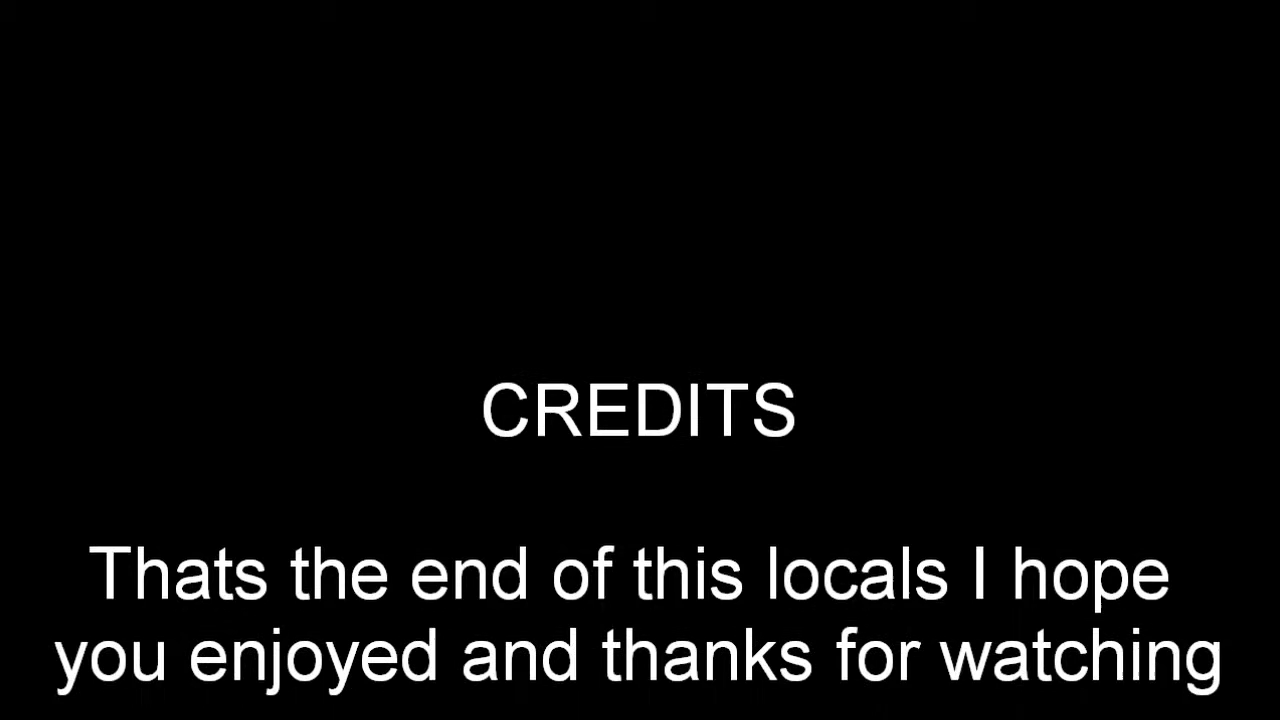 CREDITS
Thats the end of this locals I hope
you enjoyed and thanks for watching